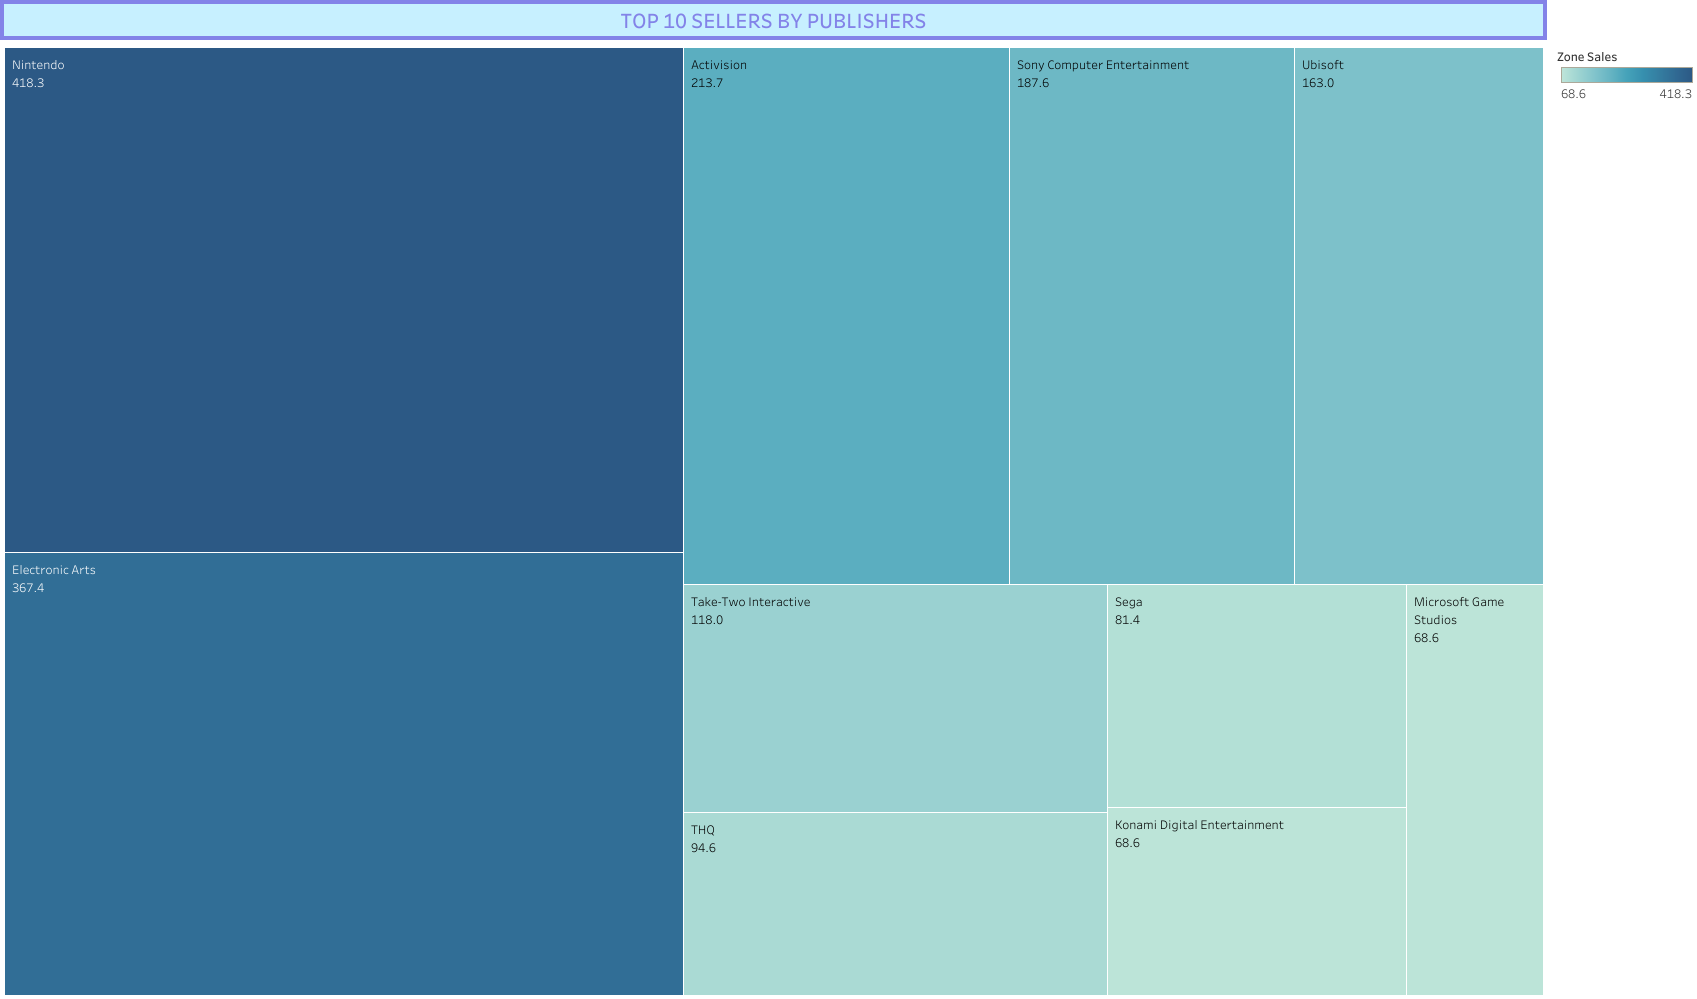 TOP 10 SELLERS BY PUBLISHERS
Nintendo
418.3
Activision
213.7
Sony Computer Entertainment
187.6
Ubisoft
163.0
Zone Sales
68.6 418.3
Electronic Arts
367.4
Take-Two Interactive
118.0
Sega
81.4
Microsoft Game
Studios
68.6
THQ
94.6
Konami Digital Entertainment
68.6